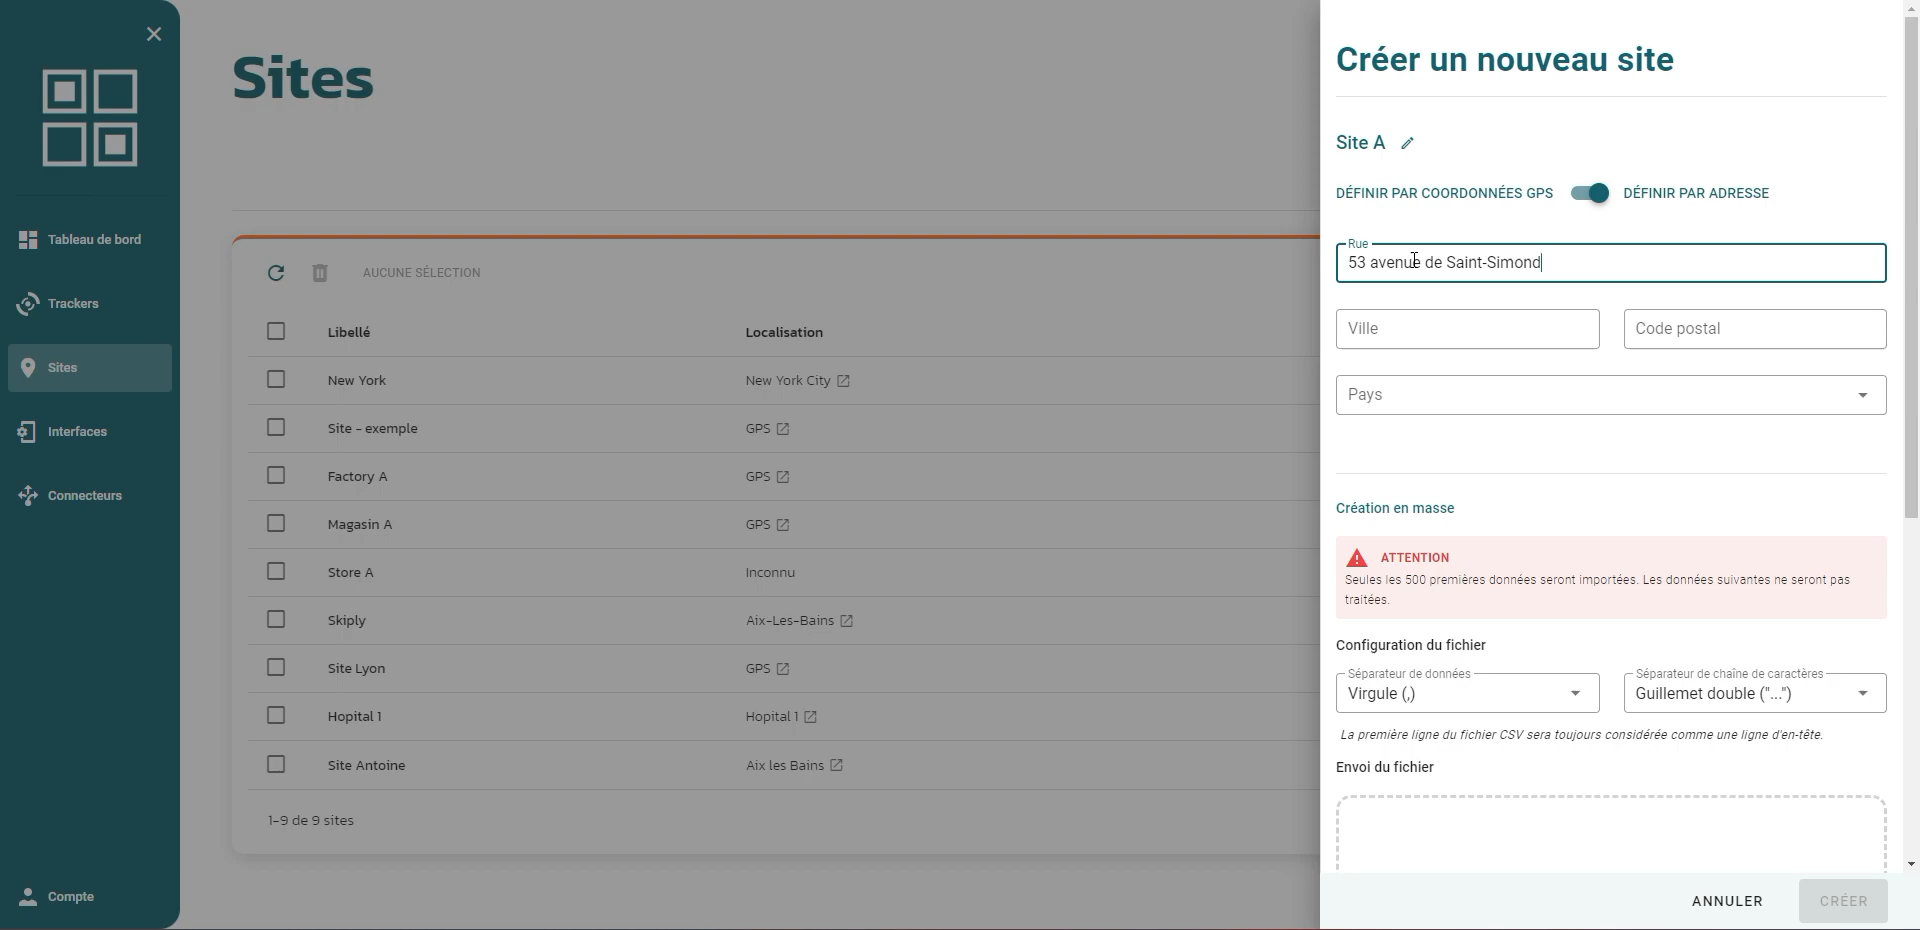 Tableau de bord
Trackers
Sites
Interfaces
Connecteurs
Compte
Sites
AUCUNE SÉLECTION
Libellé Localisation
New York New York City
Site - exemple GPS
Factory A GPS
Magasin A GPS
Store A Inconnu
Skiply Aix-Les-Bains
Site Lyon GPS
Hopital 1 Hopital 1
Site Antoine Aix les Bains
1-9 de 9 sites
Créer un nouveau site
Site A
DÉFINIR PAR COORDONNÉES GPS DÉFINIR PAR ADRESSE
Rue
53 avenue de Saint-Simond
Ville Code postal
Pays
Création en masse
ATTENTION
Seules les 500 premières données seront importées. Les données suivantes ne seront pas
traitées.
Configuration du fichier
Séparateur de données Séparateur de chaîne de caractères
Virgule (,) Guillemet double ("...")
La première ligne du fichier CSV sera toujours considérée comme une ligne d'en-tête.
Envoi du fichier
ANNULER CRÉER